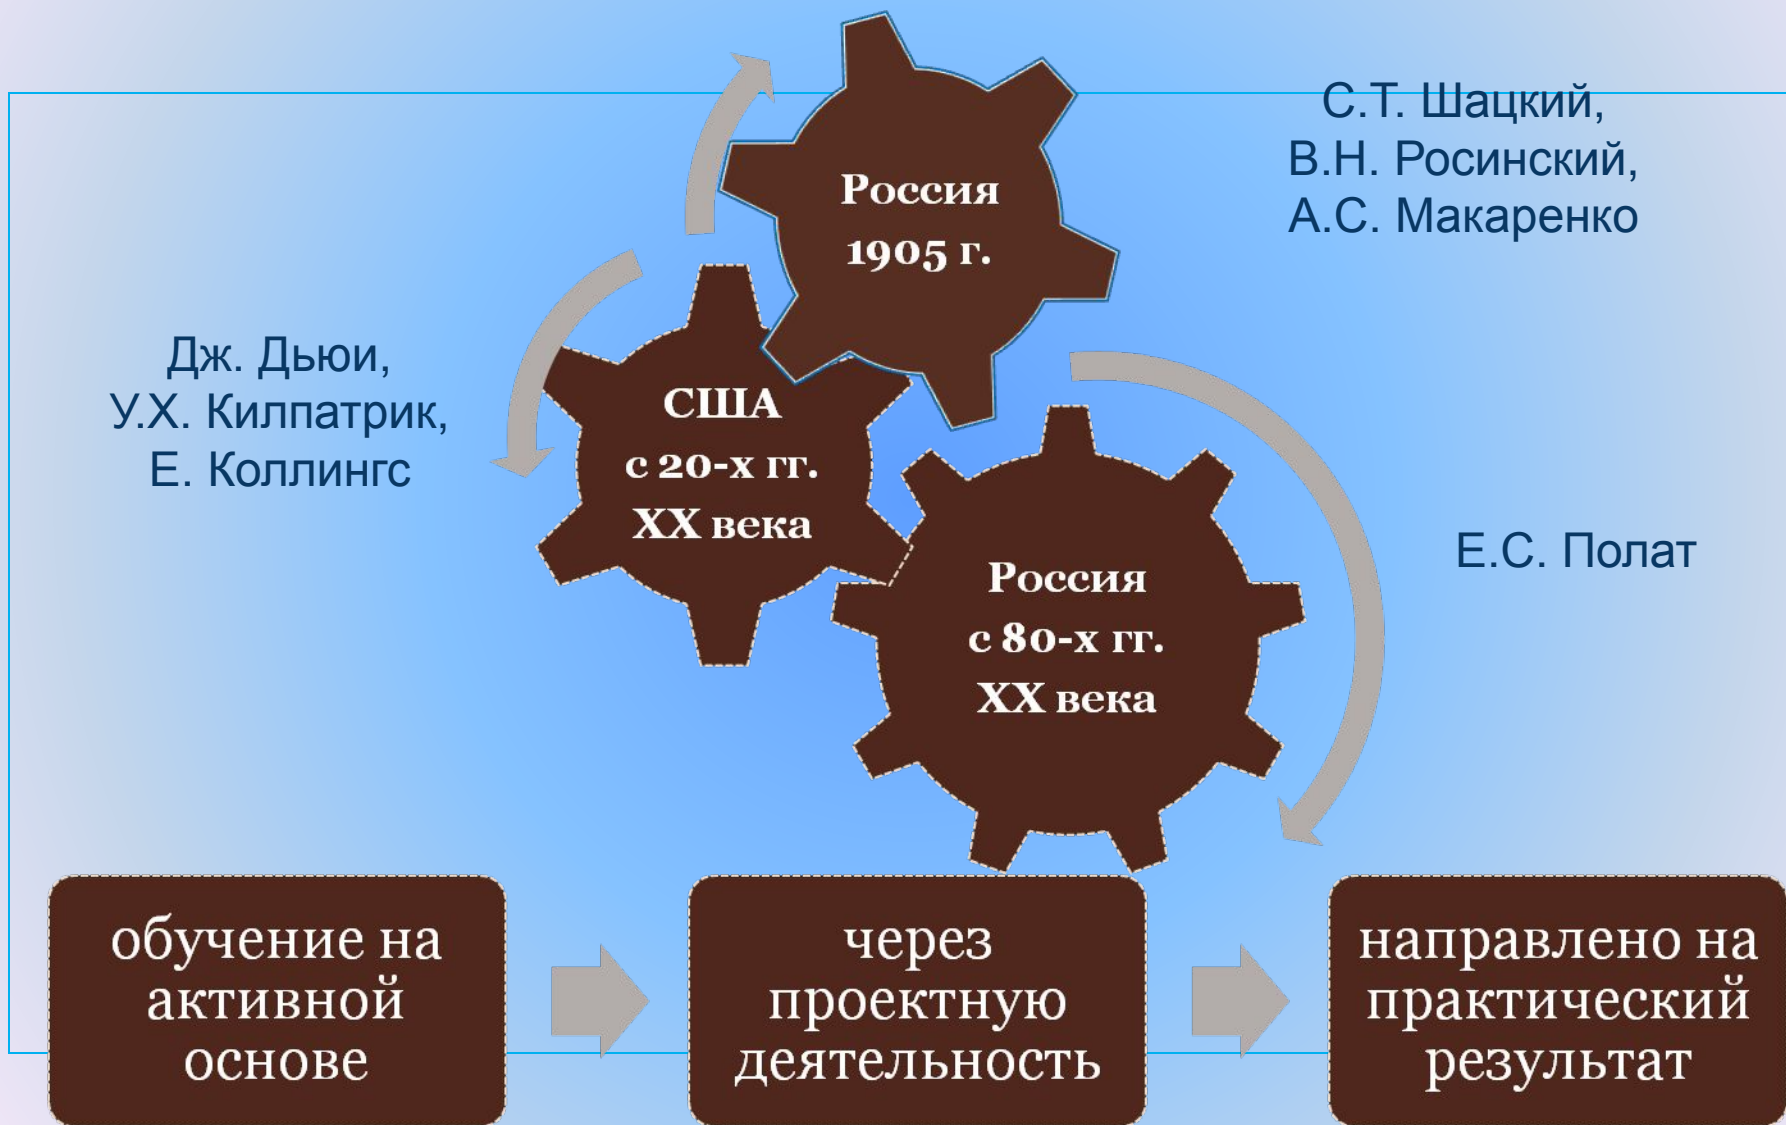 Россия
1905 г.
С.Т. Шацкий,
В.Н. Росинский,
А.С. Макаренко
Дж. Дьюи,
У.Х. Килпатрик,
Е. Коллингс
США
с 20-х гг.
XX века
Россия
с 80-х гг.
XX века
Е.С. Полат
обучение на
активной
основе
через
проектную
деятельность
направлено на
практический
результат